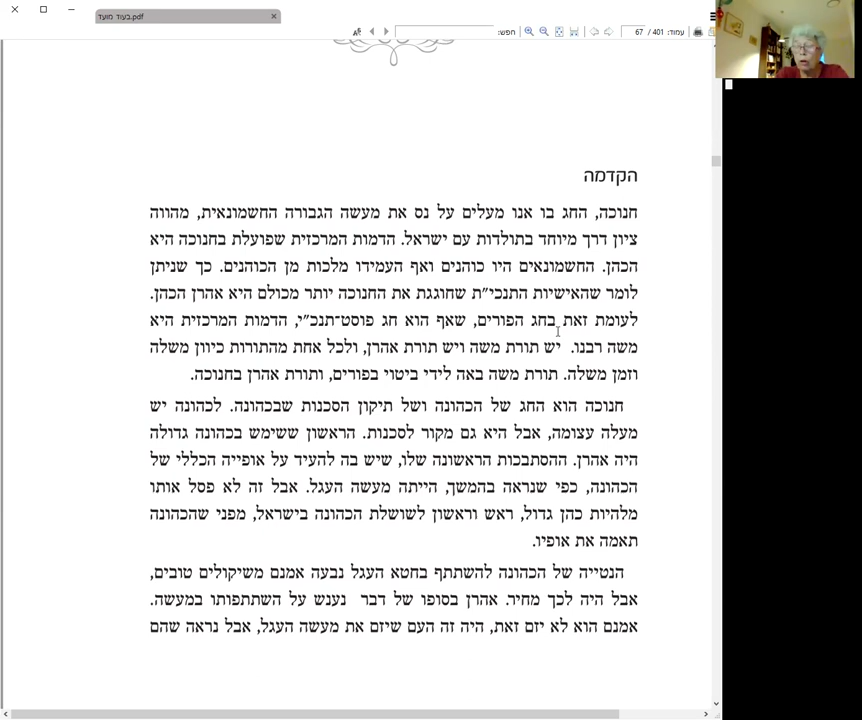 בעוד מועד.pdf
עמוד: 401 / 67
חפש:
הקדמה
חנוכה, החג בו אנו מעלים על נס את מעשה הגבורה החשמונאית, מהווה
ציון דרך מיוחד בתולדות עם ישראל. הדמות המרכזית שפועלת בחנוכה היא
הכהן. החשמונאים היו כוהנים ואף העמידו מלכות מן הכוהנים. כך שניתן
לומר שהאישיות התנכי״ת שחוגגת את החנוכה יותר מכולם היא אהרן הכהן.
לעומת זאת בחג הפורים, שאף הוא חג פוסט־תנכ״י, הדמות המרכזית היא
משה רבנו. יש תורת משה ויש תורת אהרן, ולכל אחת מהתורות כיוון משלה
וזמן משלה. תורת משה באה לידי ביטוי בפורים, ותורת אהרן בחנוכה.
חנוכה הוא החג של הכהונה ושל תיקון הסכנות שבכהונה. לכהונה יש
מעלה עצומה, אבל היא גם מקור לסכנות. הראשון ששימש בכהונה גדולה
היה אהרן. ההסתבכות הראשונה שלו, שיש בה להעיד על אופייה הכללי של
הכהונה, כפי שנראה בהמשך, הייתה מעשה העגל. אבל זה לא פסל אותו
מלהיות כהן גדול, ראש וראשון לשושלת הכהונה בישראל, מפני שהכהונה
תאמה את אופיו.
הנטייה של הכהונה להשתתף בחטא העגל נבעה אמנם משיקולים טובים,
אבל היה לכך מחיר. אהרן בסופו של דבר נענש על השתתפותו במעשה.
אמנם הוא לא יזם זאת, היה זה העם שיזם את מעשה העגל, אבל נראה שהם